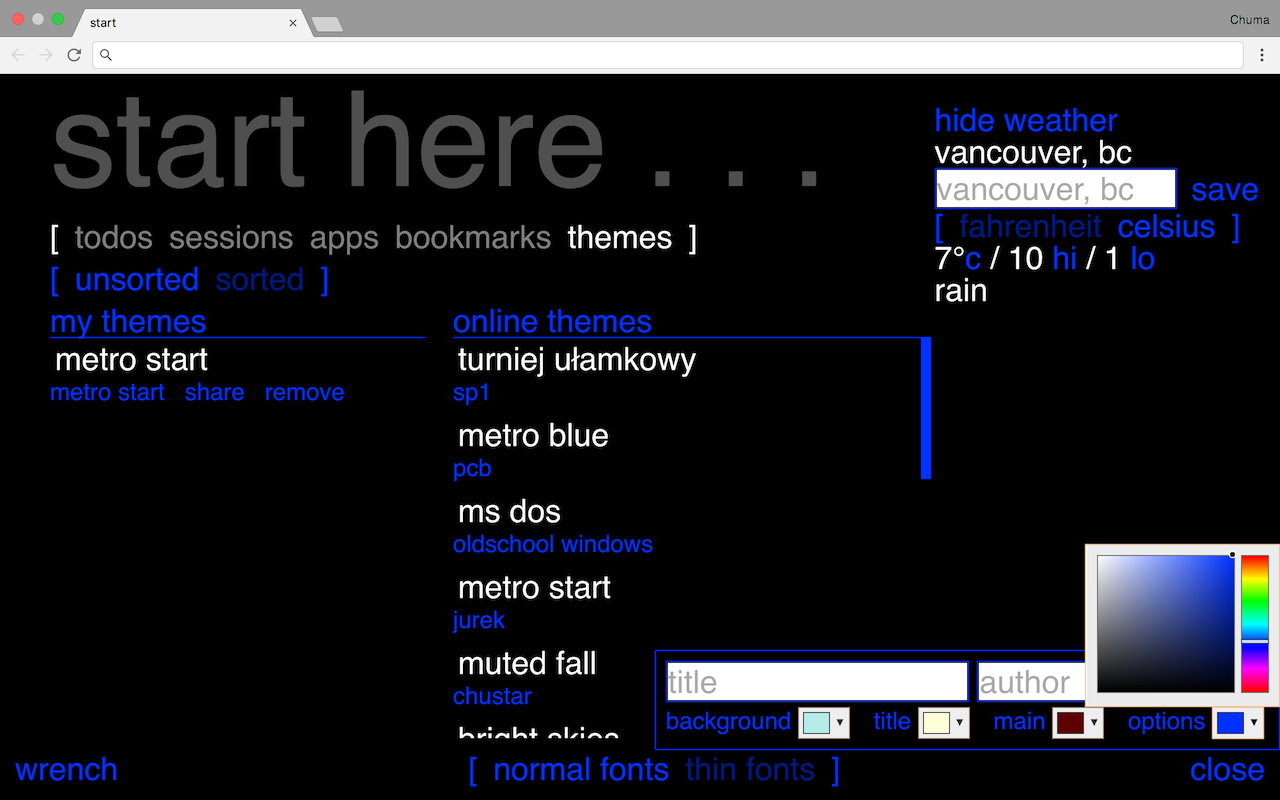 start
Chuma
start here . . .
[ todos sessions apps bookmarks themes ]
[ unsorted sorted ]
hide weather
vancouver, bc
vancouver, bc save
[ fahrenheit celsius ]
7°c / 10 hi / 1 lo
rain
my themes
metro start
metro start share remove
online themes
turniej ułamkowy
sp1
metro blue
pcb
ms dos
oldschool windows
metro start
jurek
muted fall
chustar
bright skies
title author
background title main options
wrench
[ normal fonts thin fonts ]
close